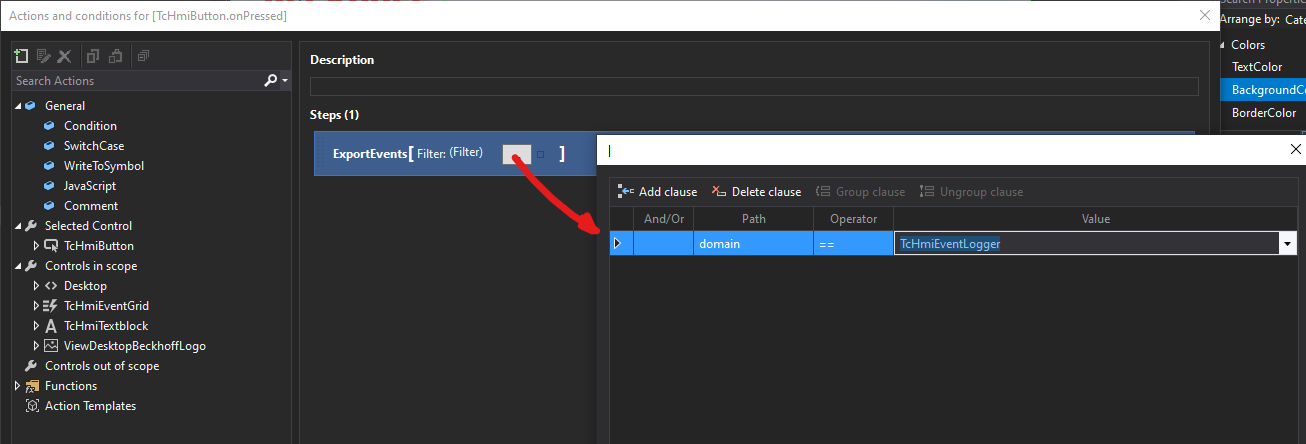 Actions and conditions for [TcHmiButton.onPressed]
Search Actions
General
Condition
SwitchCase
WriteToSymbol
JavaScript
Comment
Selected Control
TcHmiButton
Controls in scope
Desktop
TcHmiEventGrid
TcHmiTextblock
ViewDesktopBeckhoffLogo
Controls out of scope
Functions
Action Templates
Description
Steps (1)
ExportEvents[ Filter: (Filter) ]
Add clause Delete clause Group clause Ungroup clause
And/Or Path Operator Value
domain == TcHmiEventLogger
Arrange by: Cate
Colors
TextColor
BackgroundCo
BorderColor